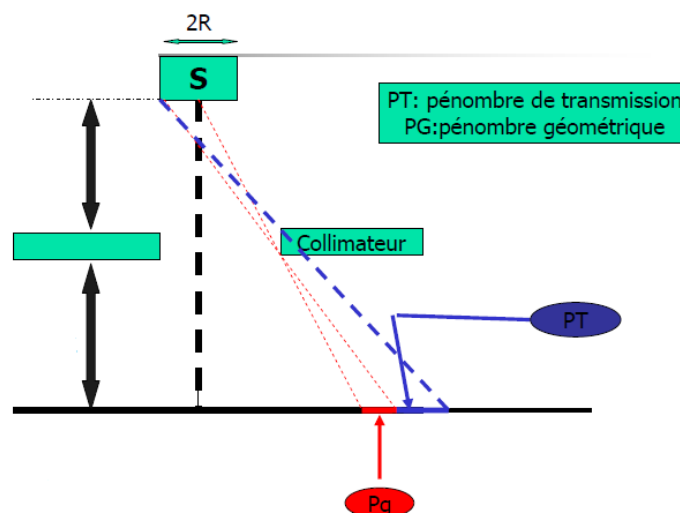 2R
S
PT: pénombre de transmission
PG:pénombre géométrique
Collimateur
PT
Pg